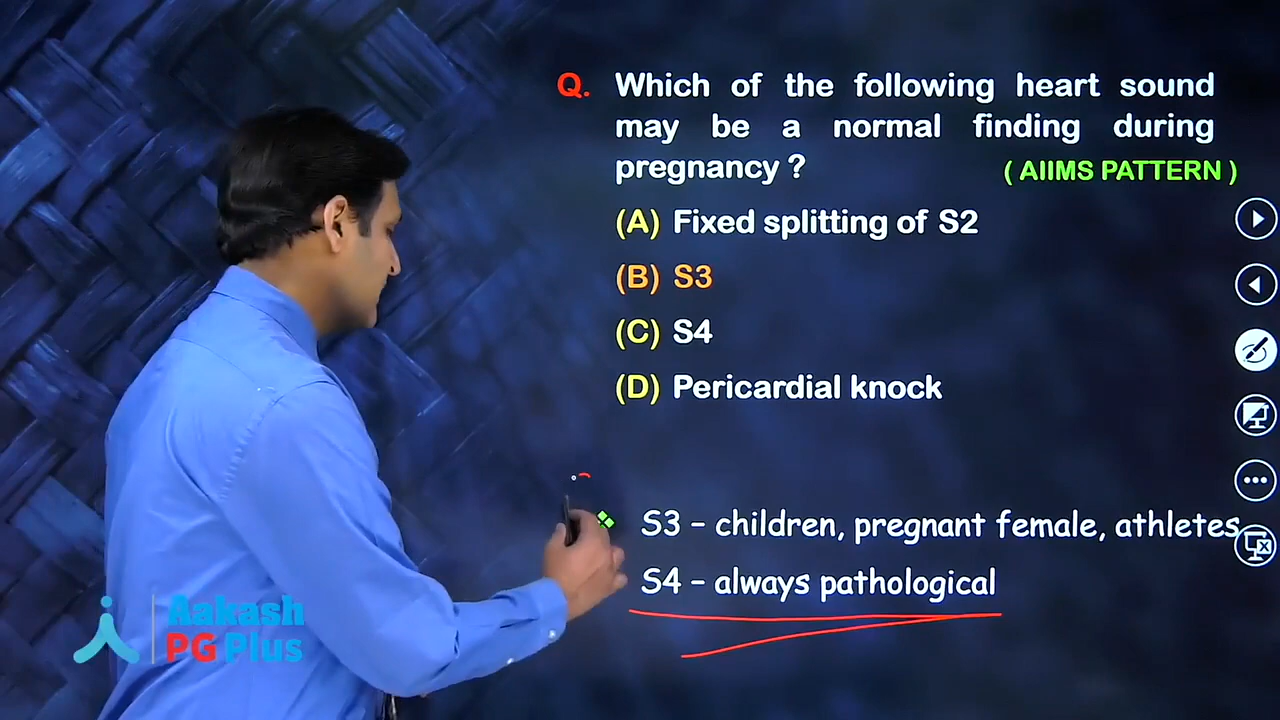 Q. Which of the following heart sound
may be a normal finding during
pregnancy ?
( AIIMS PATTERN )
(A) Fixed splitting of S2
(B) S3
(C) S4
(D) Pericardial knock
S3 – children, pregnant female, athletes
S4 – always pathological
Aakash
PG Plus